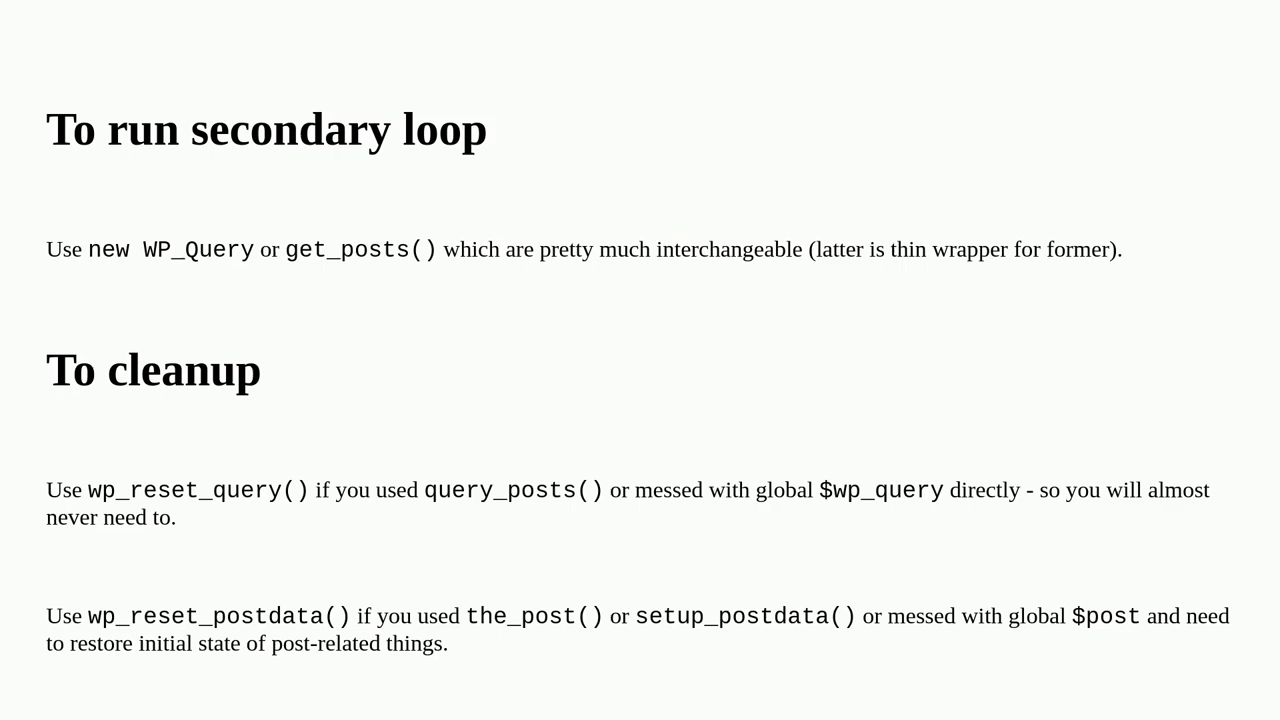 To run secondary loop
Use new WP_Query or get_posts() which are pretty much interchangeable (latter is thin wrapper for former).
To cleanup
Use wp_reset_query() if you used query_posts() or messed with global $wp_query directly - so you will almost
never need to.
Use wp_reset_postdata() if you used the_post() or setup_postdata() or messed with global $post and need
to restore initial state of post-related things.